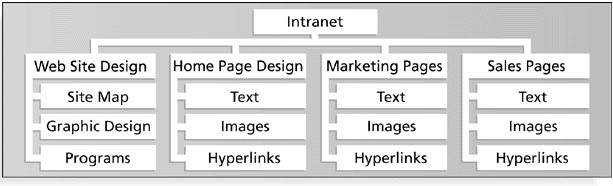 Intranet
Web Site Design
Home Page Design
Marketing Pages
Sales Pages
Site Map
Text
Text
Text
Graphic Design
Images
Images
Images
Programs
Hyperlinks
Hyperlinks
Hyperlinks